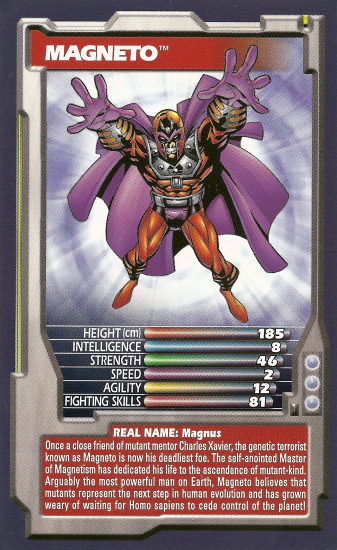 MAGNETO™
HEIGHT (cm) 185
INTELLIGENCE 8
STRENGTH 46
SPEED 2
AGILITY 12
FIGHTING SKILLS 81
REAL NAME: Magnus
Once a close friend of mutant mentor Charles Xavier, the genetic terrorist
known as Magneto is now his deadliest foe. The self-anointed Master
of Magnetism has dedicated his life to the ascendance of mutant-kind.
Arguably the most powerful man on Earth, Magneto believes that
mutants represent the next step in human evolution and has grown
weary of waiting for Homo sapiens to cede control of the planet!